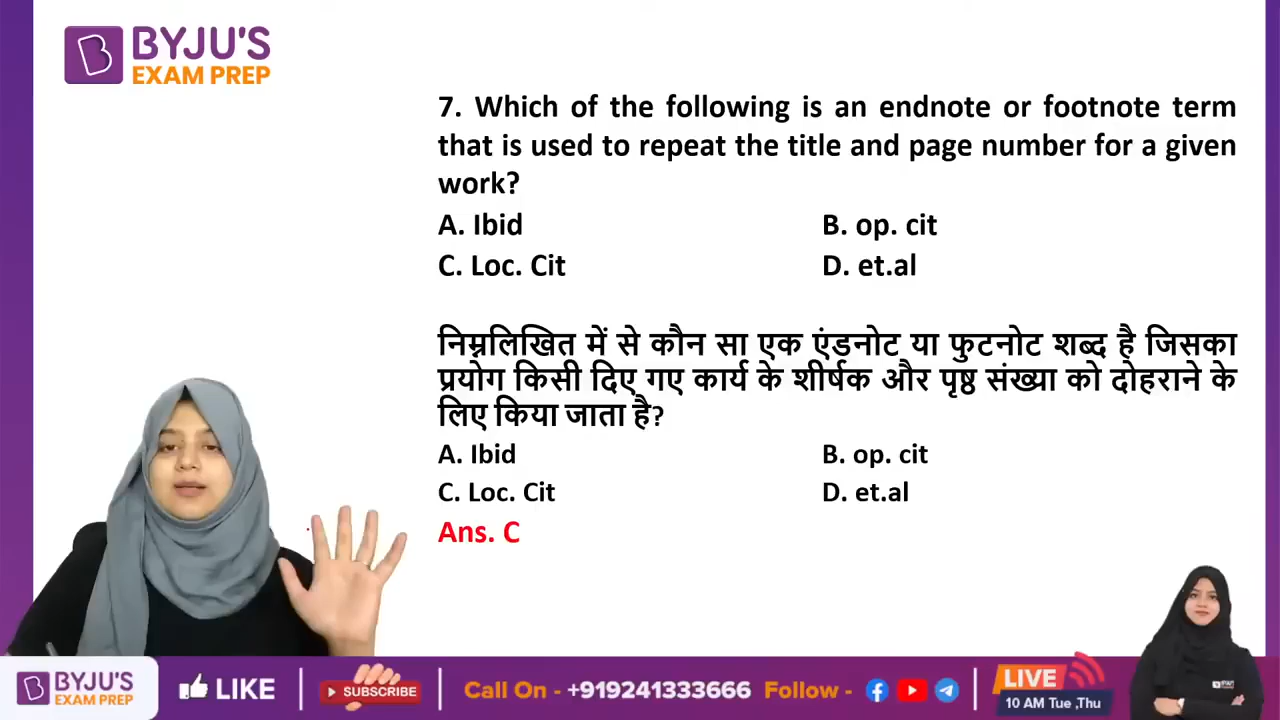 BYJU'S
EXAM PREP
7. Which of the following is an endnote or footnote term
that is used to repeat the title and page number for a given
work?
A. Ibid B. op. cit
C. Loc. Cit D. et.al
निम्नलिखित में से कौन सा एक एंडनोट या फुटनोट शब्द है जिसका
प्रयोग किसी दिए गए कार्य के शीर्षक और पृष्ठ संख्या को दोहराने के
लिए किया जाता है?
A. Ibid B. op. cit
C. Loc. Cit D. et.al
Ans. C
BYJU'S
EXAM PREP
LIKE
SUBSCRIBE
Call On - +919241333666 Follow -
LIVE
10 AM Tue ,Thu